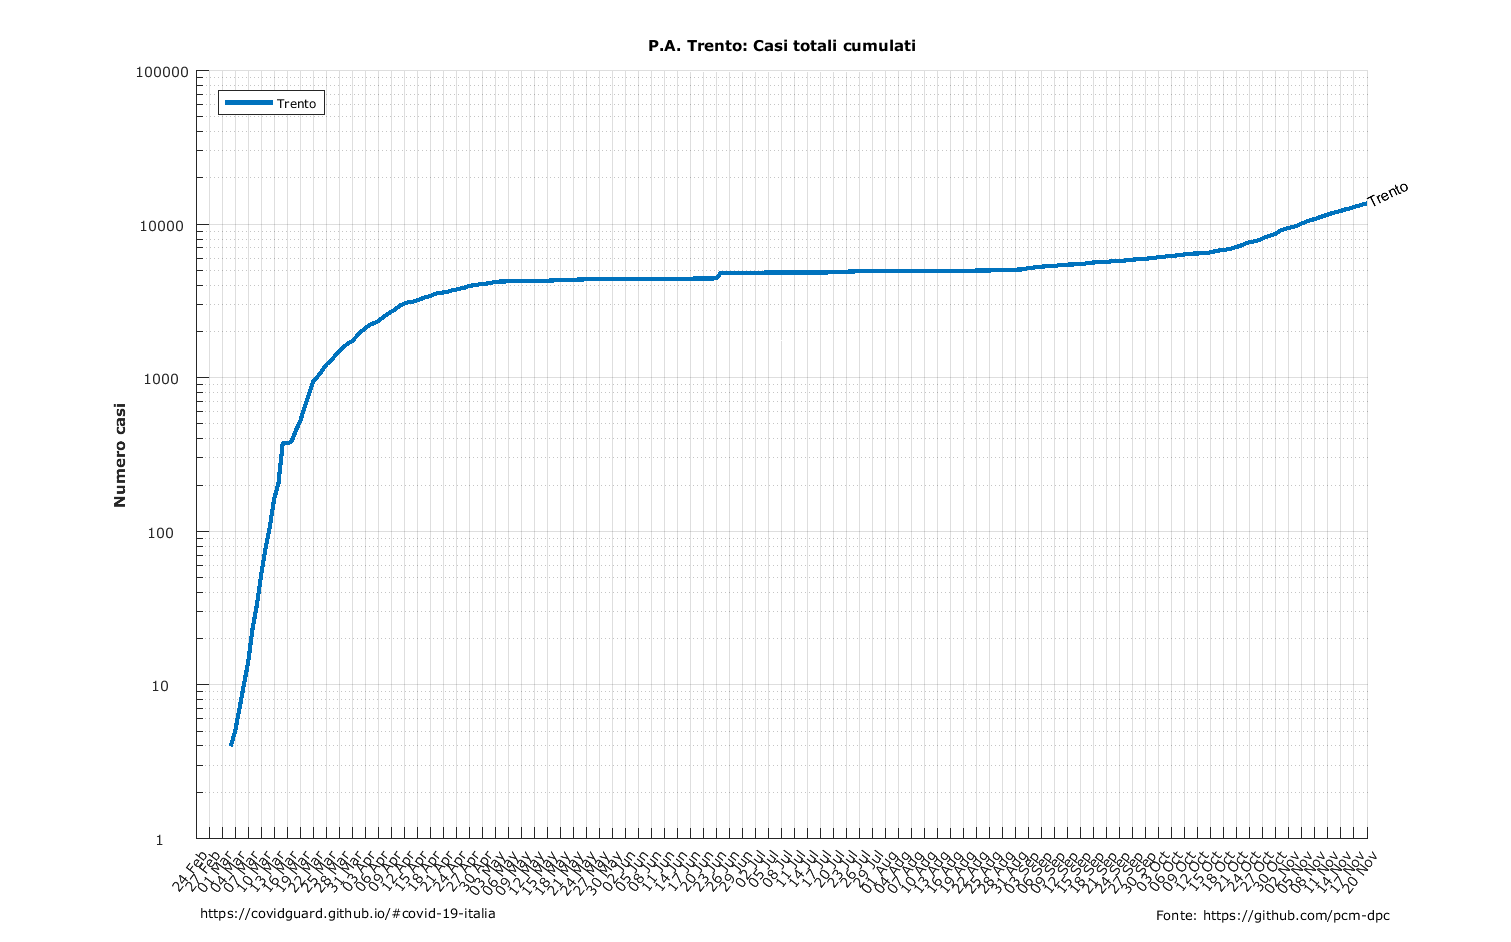 P.A. Trento: Casi totali cumulati
100000
Trento
Trento
10000
1000
Numero casi
100
10
1
24 Feb
27 Feb
01 Mar
04 Mar
07 Mar
10 Mar
13 Mar
16 Mar
19 Mar
22 Mar
25 Mar
28 Mar
31 Mar
03 Apr
06 Apr
09 Apr
12 Apr
15 Apr
18 Apr
21 Apr
24 Apr
27 Apr
30 Apr
03 May
06 May
09 May
12 May
15 May
18 May
21 May
24 May
27 May
30 May
02 Jun
05 Jun
08 Jun
11 Jun
14 Jun
17 Jun
20 Jun
23 Jun
26 Jun
29 Jun
02 Jul
05 Jul
08 Jul
11 Jul
14 Jul
17 Jul
20 Jul
23 Jul
26 Jul
29 Jul
01 Aug
04 Aug
07 Aug
10 Aug
13 Aug
16 Aug
19 Aug
22 Aug
25 Aug
28 Aug
31 Aug
03 Sep
06 Sep
09 Sep
12 Sep
15 Sep
18 Sep
21 Sep
24 Sep
27 Sep
30 Sep
03 Oct
06 Oct
09 Oct
12 Oct
15 Oct
18 Oct
21 Oct
24 Oct
27 Oct
30 Oct
02 Nov
05 Nov
08 Nov
11 Nov
14 Nov
17 Nov
20 Nov
https://covidguard.github.io/#covid-19-italia
Fonte: https://github.com/pcm-dpc